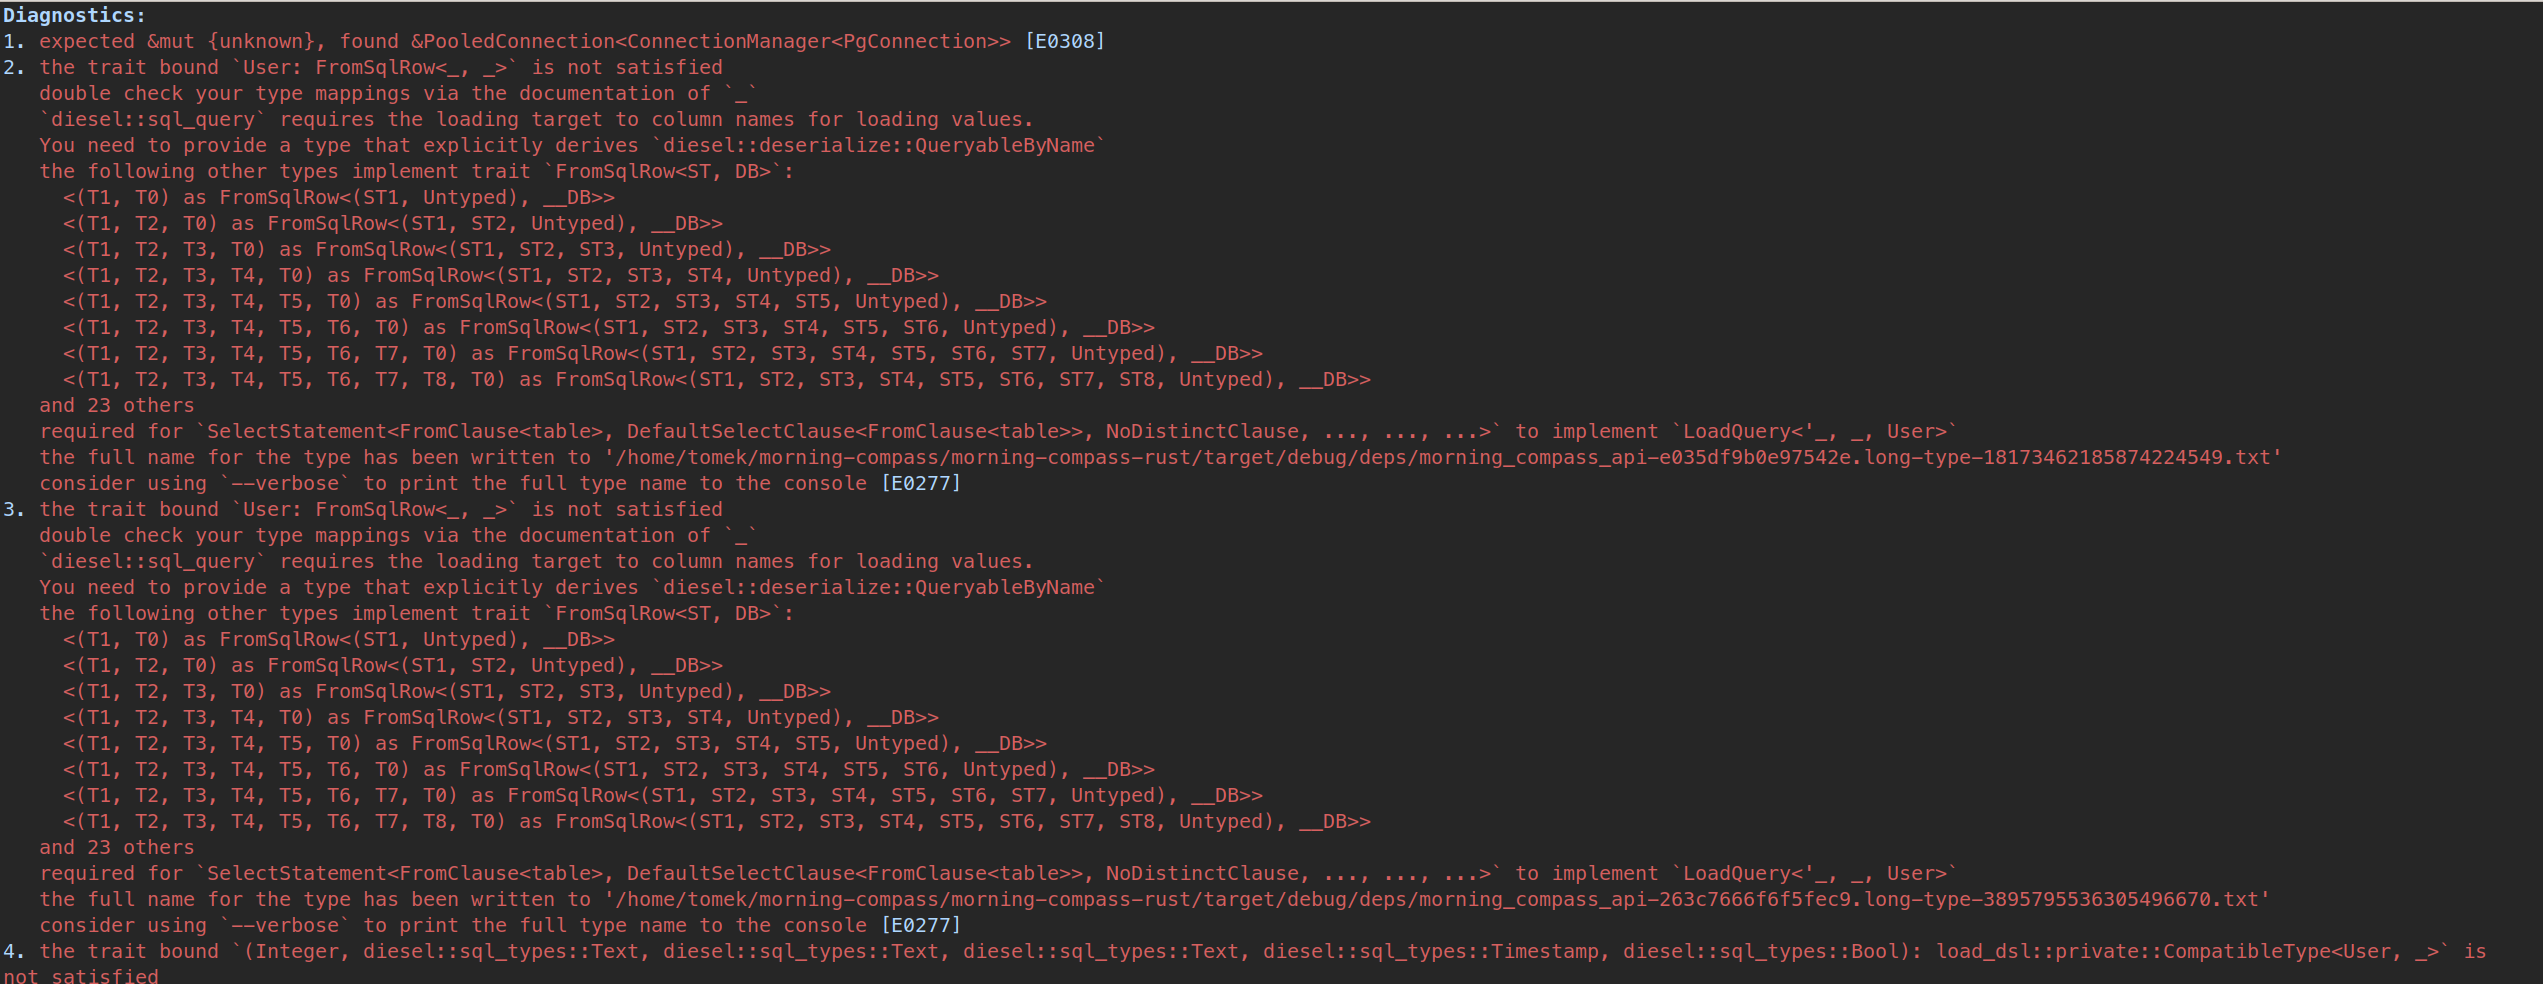 Diagnostics:
1. expected &mut {unknown}, found &PooledConnection<ConnectionManager<PgConnection>> [E0308]
2. the trait bound `User: FromSqlRow<_, _>` is not satisfied
   double check your type mappings via the documentation of `_`
   `diesel::sql_query` requires the loading target to column names for loading values.
   You need to provide a type that explicitly derives `diesel::deserialize::QueryableByName`
   the following other types implement trait `FromSqlRow<ST, DB>`:
     <(T1, T0) as FromSqlRow<(ST1, Untyped), __DB>>
     <(T1, T2, T0) as FromSqlRow<(ST1, ST2, Untyped), __DB>>
     <(T1, T2, T3, T0) as FromSqlRow<(ST1, ST2, ST3, Untyped), __DB>>
     <(T1, T2, T3, T4, T0) as FromSqlRow<(ST1, ST2, ST3, ST4, Untyped), __DB>>
     <(T1, T2, T3, T4, T5, T0) as FromSqlRow<(ST1, ST2, ST3, ST4, ST5, Untyped), __DB>>
     <(T1, T2, T3, T4, T5, T6, T0) as FromSqlRow<(ST1, ST2, ST3, ST4, ST5, ST6, Untyped), __DB>>
     <(T1, T2, T3, T4, T5, T6, T7, T0) as FromSqlRow<(ST1, ST2, ST3, ST4, ST5, ST6, ST7, Untyped), __DB>>
     <(T1, T2, T3, T4, T5, T6, T7, T8, T0) as FromSqlRow<(ST1, ST2, ST3, ST4, ST5, ST6, ST7, ST8, Untyped), __DB>>
   and 23 others
   required for `SelectStatement<FromClause<table>, DefaultSelectClause<FromClause<table>>, NoDistinctClause, ..., ..., ...>` to implement `LoadQuery<'_, _, User>`
   the full name for the type has been written to '/home/tomek/morning-compass/morning-compass-rust/target/debug/deps/morning_compass_api-e035df9b0e97542e.long-type-18173462185874224549.txt'
   consider using `--verbose` to print the full type name to the console [E0277]
3. the trait bound `User: FromSqlRow<_, _>` is not satisfied
   double check your type mappings via the documentation of `_`
   `diesel::sql_query` requires the loading target to column names for loading values.
   You need to provide a type that explicitly derives `diesel::deserialize::QueryableByName`
   the following other types implement trait `FromSqlRow<ST, DB>`:
     <(T1, T0) as FromSqlRow<(ST1, Untyped), __DB>>
     <(T1, T2, T0) as FromSqlRow<(ST1, ST2, Untyped), __DB>>
     <(T1, T2, T3, T0) as FromSqlRow<(ST1, ST2, ST3, Untyped), __DB>>
     <(T1, T2, T3, T4, T0) as FromSqlRow<(ST1, ST2, ST3, ST4, Untyped), __DB>>
     <(T1, T2, T3, T4, T5, T0) as FromSqlRow<(ST1, ST2, ST3, ST4, ST5, Untyped), __DB>>
     <(T1, T2, T3, T4, T5, T6, T0) as FromSqlRow<(ST1, ST2, ST3, ST4, ST5, ST6, Untyped), __DB>>
     <(T1, T2, T3, T4, T5, T6, T7, T0) as FromSqlRow<(ST1, ST2, ST3, ST4, ST5, ST6, ST7, Untyped), __DB>>
     <(T1, T2, T3, T4, T5, T6, T7, T8, T0) as FromSqlRow<(ST1, ST2, ST3, ST4, ST5, ST6, ST7, ST8, Untyped), __DB>>
   and 23 others
   required for `SelectStatement<FromClause<table>, DefaultSelectClause<FromClause<table>>, NoDistinctClause, ..., ..., ...>` to implement `LoadQuery<'_, _, User>`
   the full name for the type has been written to '/home/tomek/morning-compass/morning-compass-rust/target/debug/deps/morning_compass_api-263c7666f6f5fec9.long-type-3895795536305496670.txt'
   consider using `--verbose` to print the full type name to the console [E0277]
4. the trait bound `(Integer, diesel::sql_types::Text, diesel::sql_types::Text, diesel::sql_types::Text, diesel::sql_types::Timestamp, diesel::sql_types::Bool): load_dsl::private::CompatibleType<User, _>` is
not satisfied